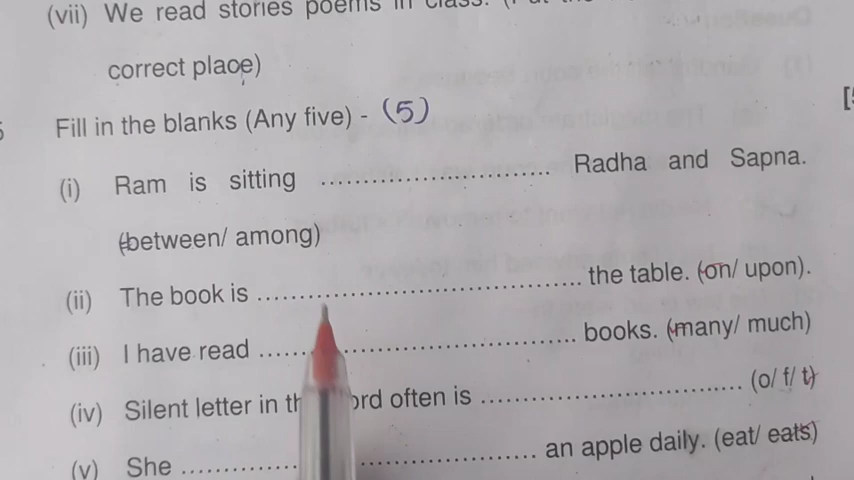 (vii) We read stories poems in class. (
correct place)
Fill in the blanks (Any five) - (5)
(i) Ram is sitting ............................ Radha and Sapna.
(between/ among)
(ii) The book is ........................................ the table. (on/ upon).
(iii) I have read ........................................ books. (many/ much)
(iv) Silent letter in th ord often is ................................ (o/ f/ t)
(v) She ........................................ an apple daily. (eat/ eats)